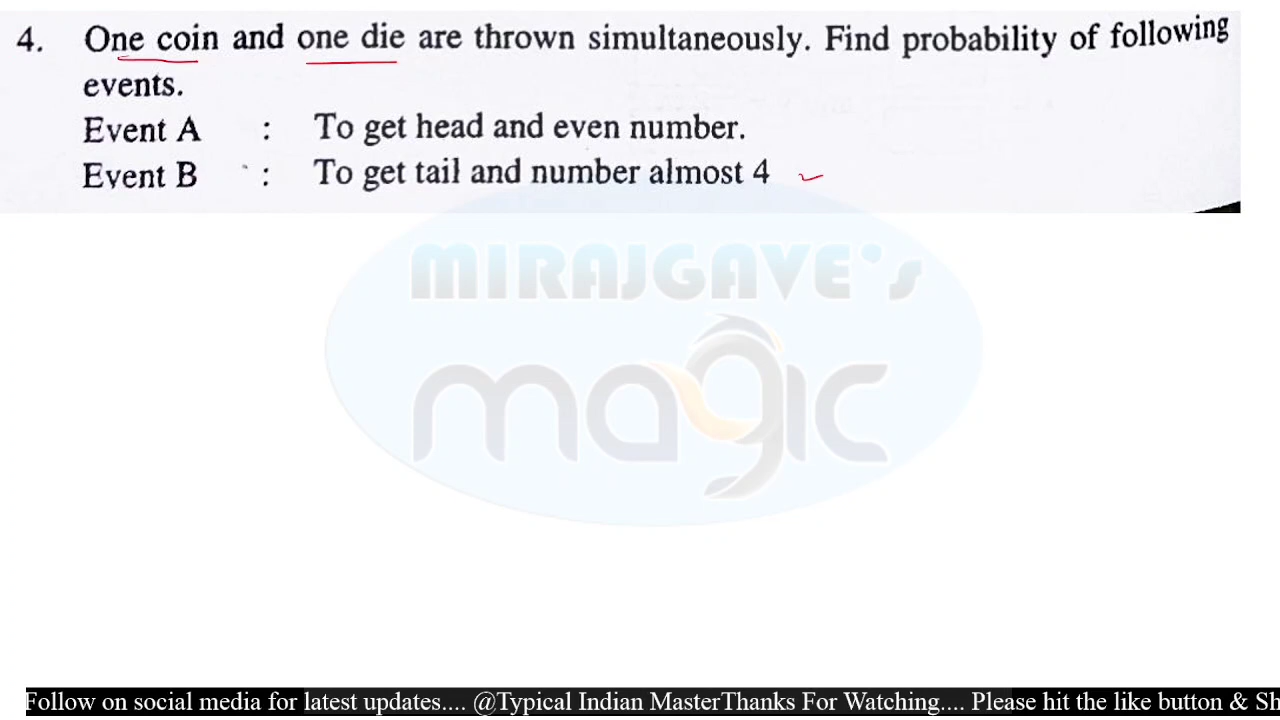 4. One coin and one die are thrown simultaneously. Find probability of following
events.
Event A : To get head and even number.
Event B : To get tail and number almost 4
MIRAJGAVE's
magic
Follow on social media for latest updates.... @Typical Indian MasterThanks For Watching.... Please hit the like button & Sh